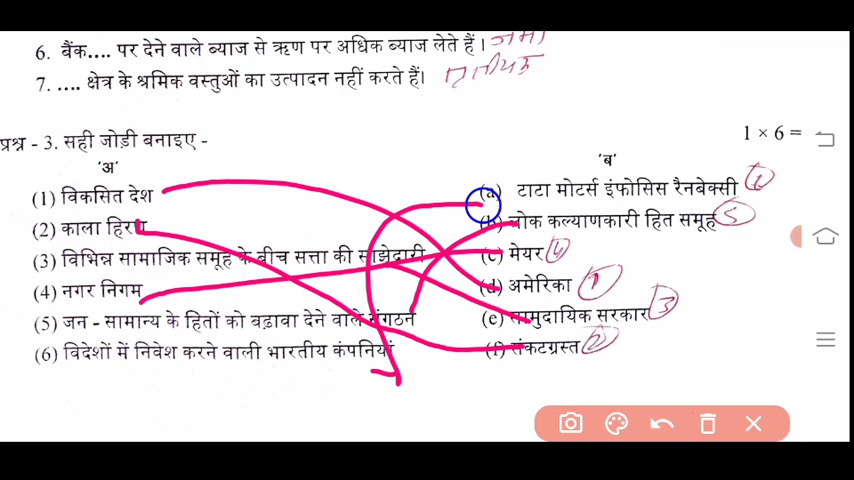 6. बैंक.... पर देने वाले ब्याज से ऋण पर अधिक ब्याज लेते हैं। जमा
7. .... क्षेत्र के श्रमिक वस्तुओं का उत्पादन नहीं करते हैं। तृतीयक
प्रश्न - 3. सही जोड़ी बनाइए - 1 × 6 =
'अ' 'ब'
(1) विकसित देश (a) टाटा मोटर्स इंफोसिस रैनबेक्सी 6
(2) काला हिरण (b) लोक कल्याणकारी हित समूह 5
(3) विभिन्न सामाजिक समूह के बीच सत्ता की साझेदारी (c) मेयर 4
(4) नगर निगम (d) अमेरिका 1
(5) जन - सामान्य के हितों को बढ़ावा देने वाले संगठन (e) सामुदायिक सरकार 3
(6) विदेशों में निवेश करने वाली भारतीय कंपनियां (f) संकटग्रस्त 2